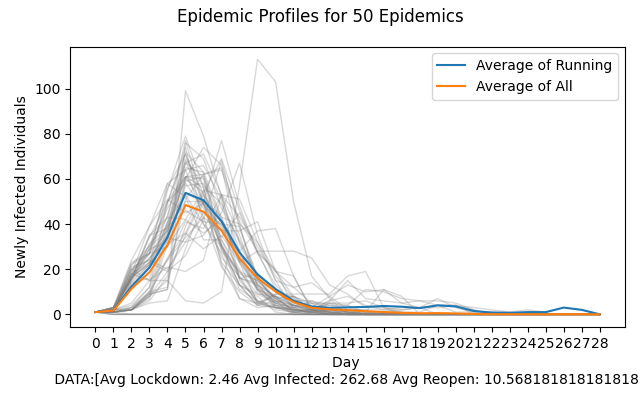 Epidemic Profiles for 50 Epidemics
Average of Running
Average of All
100
80
60
40
20
0
Newly Infected Individuals
0 1 2 3 4 5 6 7 8 9 10 11 12 13 14 15 16 17 18 19 20 21 22 23 24 25 26 27 28
Day
DATA:[Avg Lockdown: 2.46 Avg Infected: 262.68 Avg Reopen: 10.568181818181818